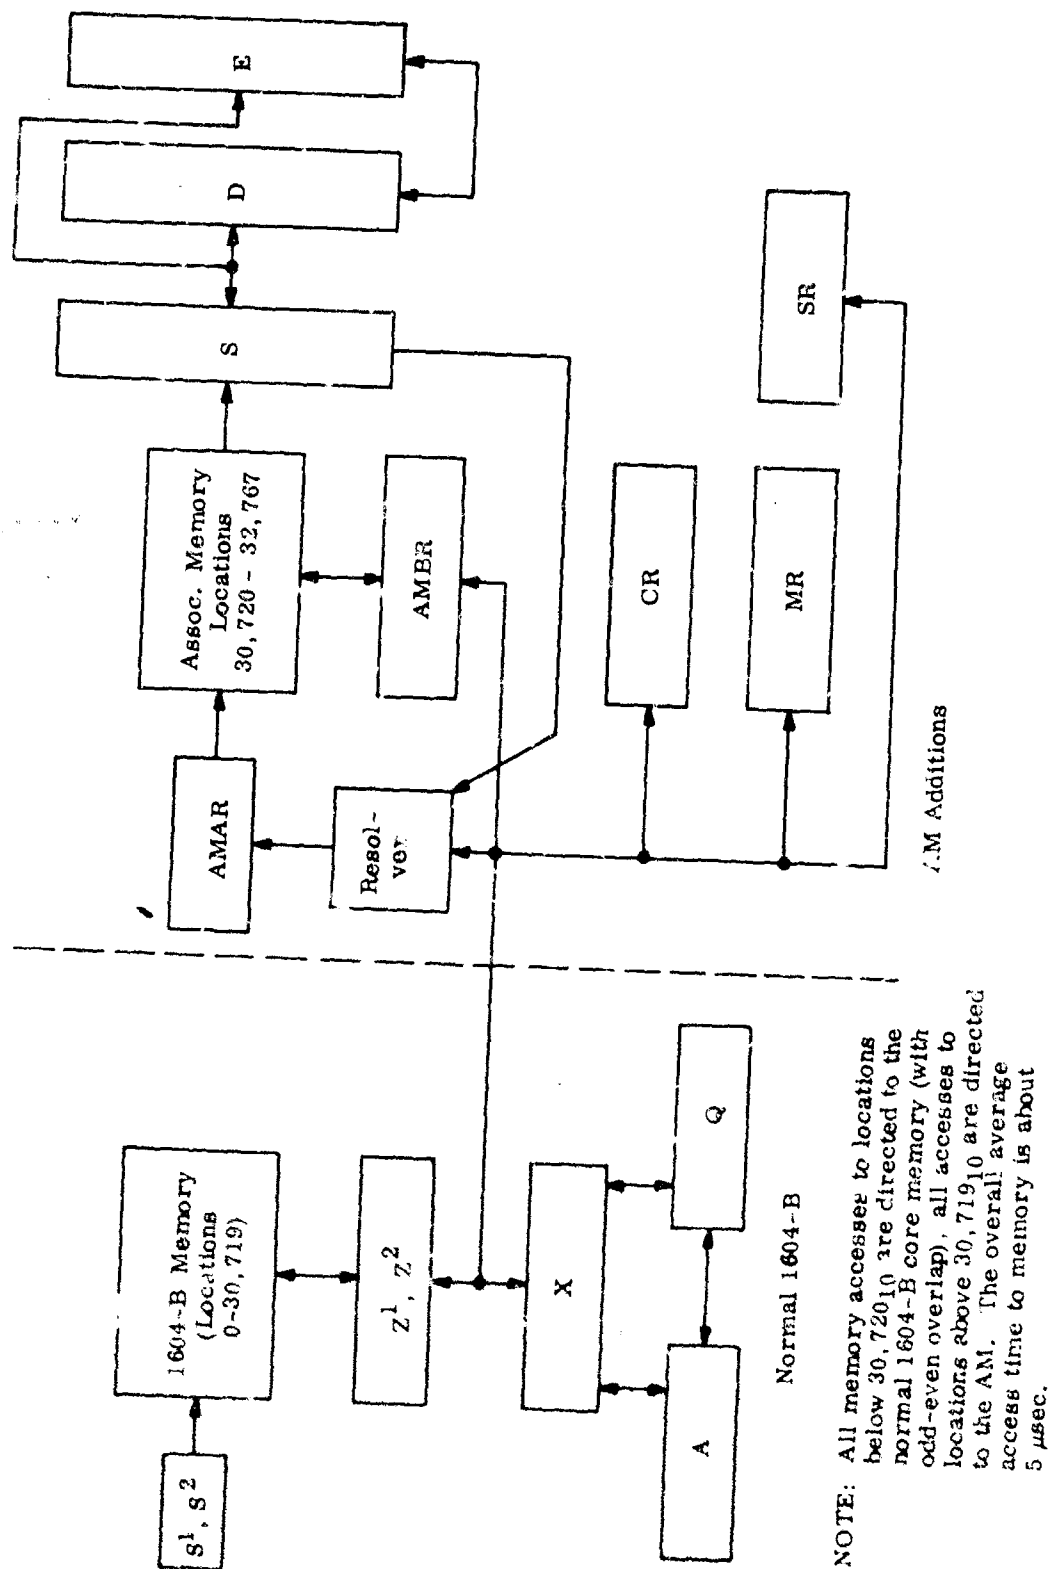 S¹, S²
1604-B Memory
(Locations
0-30,719)
Z¹, Z²
X
A
Q
Normal 1604-B
AMAR
Resol-
ver
Assoc. Memory
Locations
30,720 - 32,767
AMBR
S
D
E
CR
MR
SR
AM Additions
NOTE: All memory accesses to locations
below 30,720₁₀ are directed to the
normal 1604-B core memory (with
odd-even overlap), all accesses to
locations above 30,719₁₀ are directed
to the AM. The overall average
access time to memory is about
5 μsec.